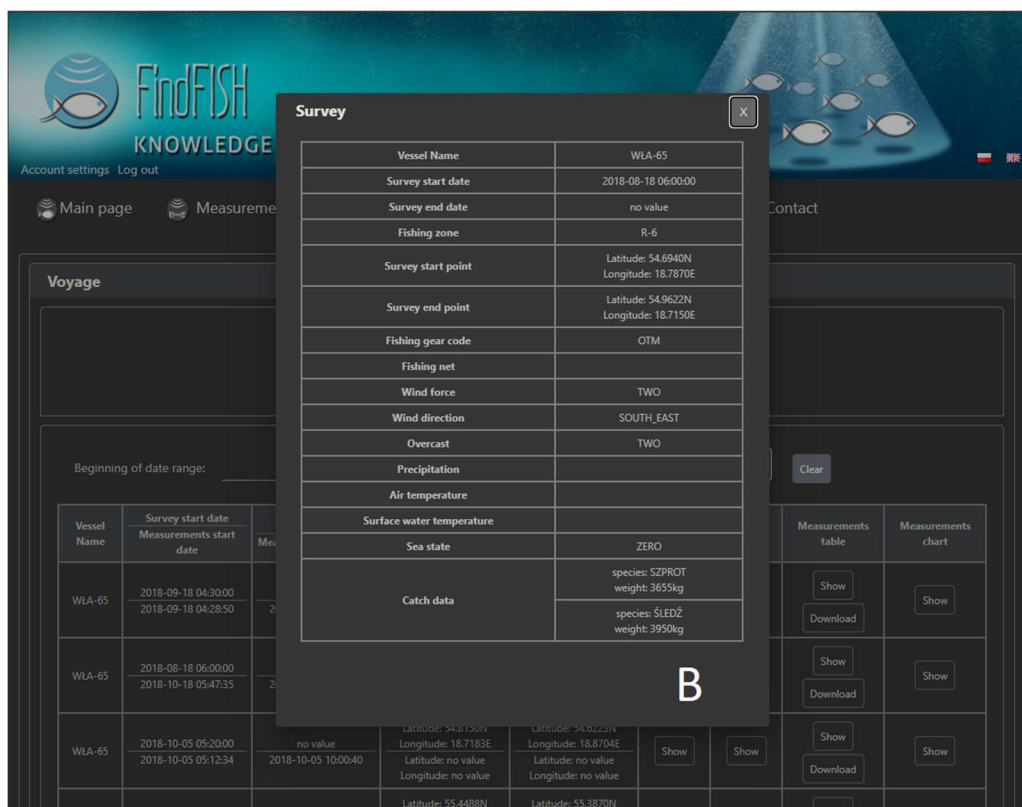 FindFISH
KNOWLEDGE
Account settings Log out
Main page
Measureme
Contact
Voyage
Survey
X
Vessel Name WŁA-65
Survey start date 2018-08-18 06:00:00
Survey end date no value
Fishing zone R-6
Survey start point
Latitude: 54.6940N
Longitude: 18.7870E
Survey end point
Latitude: 54.9622N
Longitude: 18.7150E
Fishing gear code OTM
Fishing net
Wind force TWO
Wind direction SOUTH_EAST
Overcast TWO
Precipitation
Air temperature
Surface water temperature
Sea state ZERO
Catch data
species: SZPROT
weight: 3655kg
species: ŚLEDŹ
weight: 3950kg
B
Beginning of date range:
Clear
Vessel
Name
Survey start date
Measurements start
date
Mea
Measurements
table
Measurements
chart
WŁA-65
2018-09-18 04:30:00
2018-09-18 04:28:50
2
Show
Download
Show
WŁA-65
2018-08-18 06:00:00
2018-10-18 05:47:35
2
Show
Download
Show
WŁA-65
2018-10-05 05:20:00
2018-10-05 05:12:34
no value
2018-10-05 10:00:40
Latitude: 54.8150N
Longitude: 18.7183E
Latitude: no value
Longitude: no value
Latitude: 54.6223N
Longitude: 18.8704E
Latitude: no value
Longitude: no value
Show
Show
Show
Download
Show
Latitude: 55.4488N
Latitude: 55.3870N